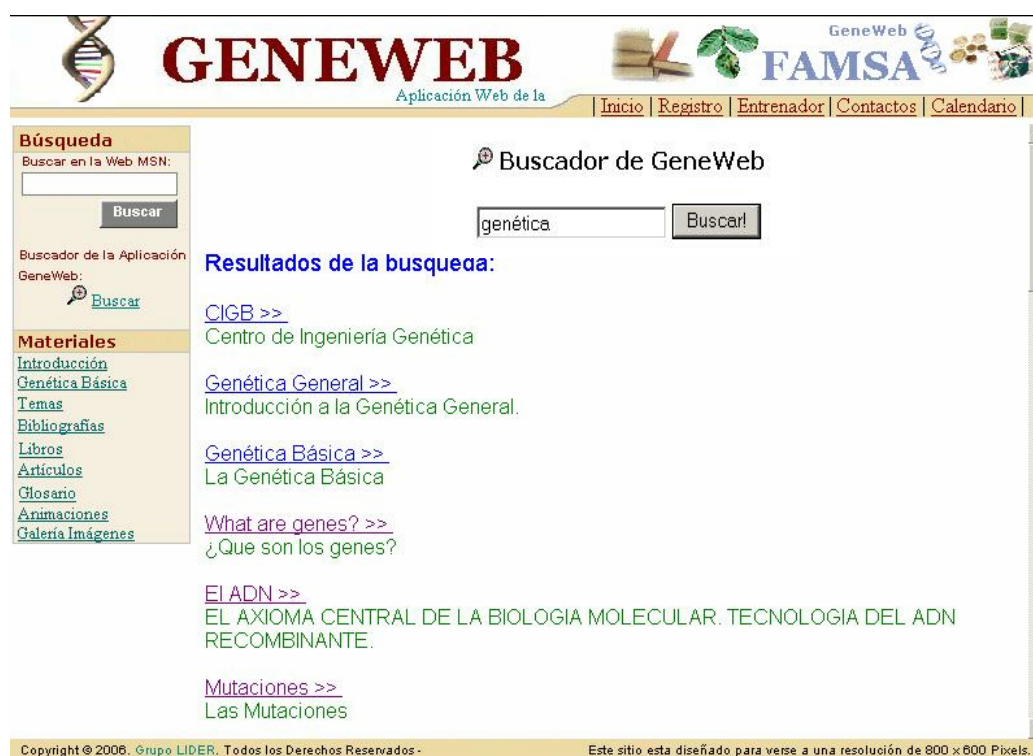 GENEWEB
Aplicación Web de la
GeneWeb
FAMSA
| Inicio | Registro | Entrenador | Contactos | Calendario |
Búsqueda
Buscar en la Web MSN:
Buscar
Buscador de la Aplicación
GeneWeb:
Buscar
Materiales
Introducción
Genética Básica
Temas
Bibliografías
Libros
Artículos
Glosario
Animaciones
Galería Imágenes
Buscador de GeneWeb
genética
Buscar!
Resultados de la busqueda:
CIGB >>
Centro de Ingeniería Genética
Genética General >>
Introducción a la Genética General.
Genética Básica >>
La Genética Básica
What are genes? >>
¿Que son los genes?
El ADN >>
EL AXIOMA CENTRAL DE LA BIOLOGIA MOLECULAR. TECNOLOGIA DEL ADN
RECOMBINANTE.
Mutaciones >>
Las Mutaciones
Copyright © 2006. Grupo LIDER. Todos los Derechos Reservados -
Este sitio esta diseñado para verse a una resolución de 800 x 600 Pixels